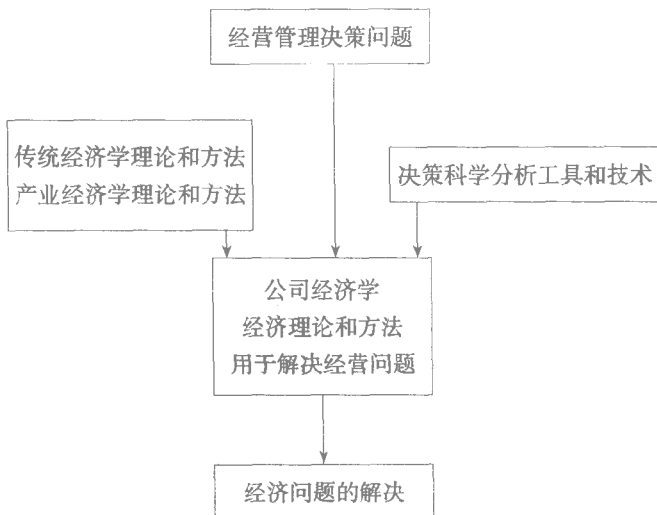 经营管理决策问题
传统经济学理论和方法
产业经济学理论和方法
决策科学分析工具和技术
公司经济学
经济理论和方法
用于解决经营问题
经济问题的解决